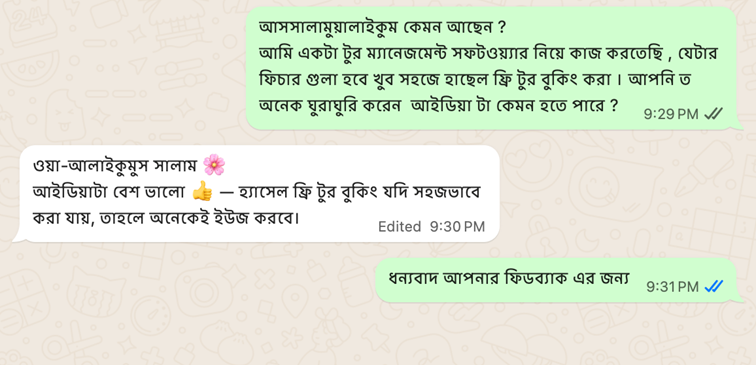 আসসালামুয়ালাইকুম কেমন আছেন ?
আমি একটা টুর ম্যানেজমেন্ট সফটওয়্যার নিয়ে কাজ করতেছি , যেটার
ফিচার গুলা হবে খুব সহজে হাছেল ফ্রি টুর বুকিং করা । আপনি ত
অনেক ঘুরাঘুরি করেন  আইডিয়া টা কেমন হতে পারে ?
9:29 PM
ওয়া-আলাইকুমুস সালাম 🌸
আইডিয়াটা বেশ ভালো 👍 — হ্যাসেল ফ্রি টুর বুকিং যদি সহজভাবে
করা যায়, তাহলে অনেকেই ইউজ করবে।
Edited 9:30 PM
ধন্যবাদ আপনার ফিডব্যাক এর জন্য
9:31 PM